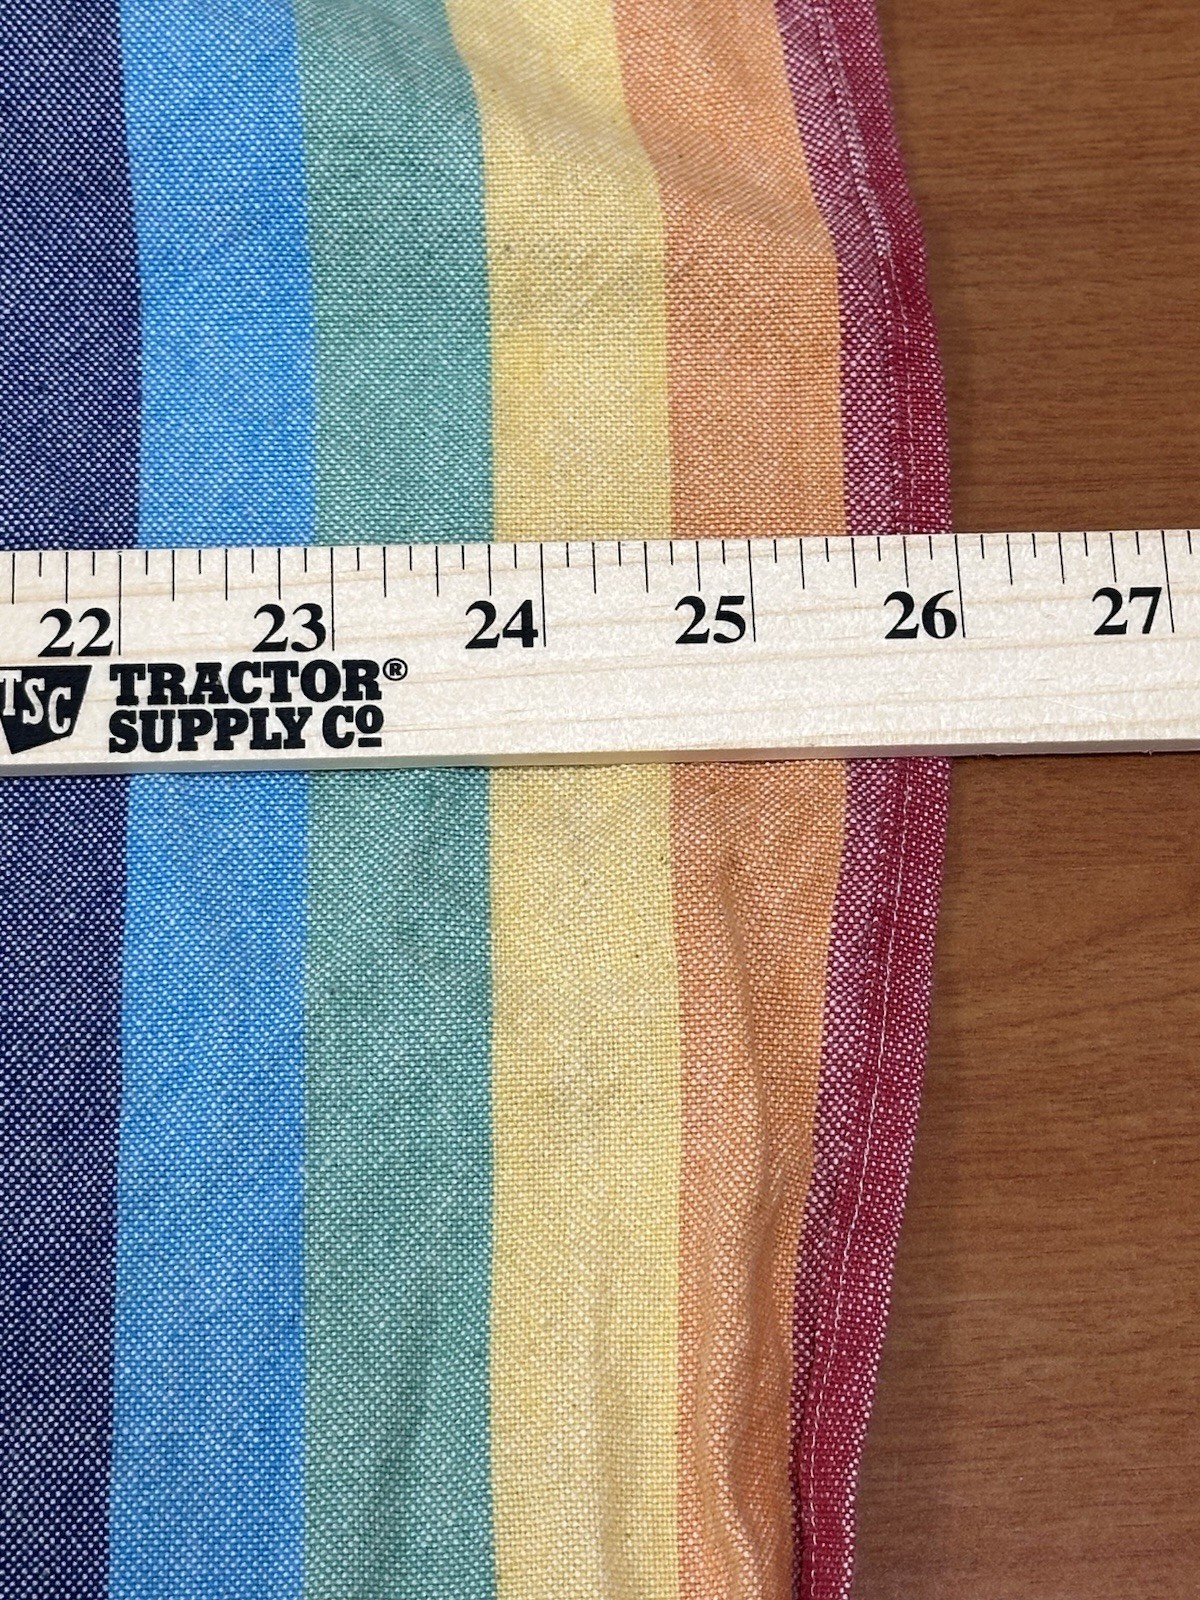 22 23 24 25 26 27
TSC TRACTOR®
SUPPLY Co